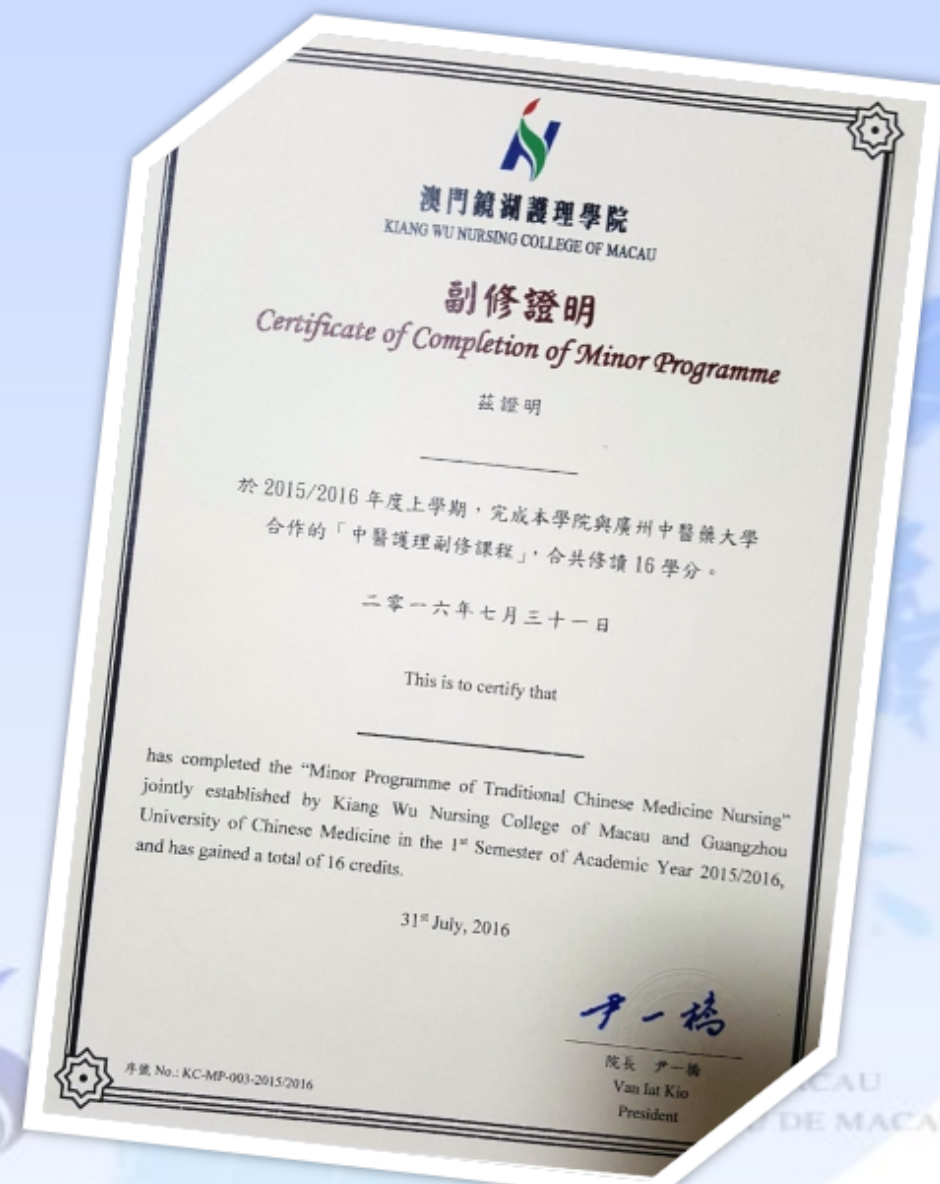 澳門鏡湖護理學院
KIANG WU NURSING COLLEGE OF MACAU
副修證明
Certificate of Completion of Minor Programme
茲證明
於 2015/2016 年度上學期，完成本學院與廣州中醫藥大學
合作的「中醫護理副修課程」，合共修讀 16 學分。
二零一六年七月三十一日
This is to certify that
has completed the “Minor Programme of Traditional Chinese Medicine Nursing”
jointly established by Kiang Wu Nursing College of Macau and Guangzhou
University of Chinese Medicine in the 1st Semester of Academic Year 2015/2016,
and has gained a total of 16 credits.
31st July, 2016
尹一橋
院長 尹一橋
Van Iat Kio
President
序號 No.: KC-MP-003-2015/2016
CAU
DE MACA